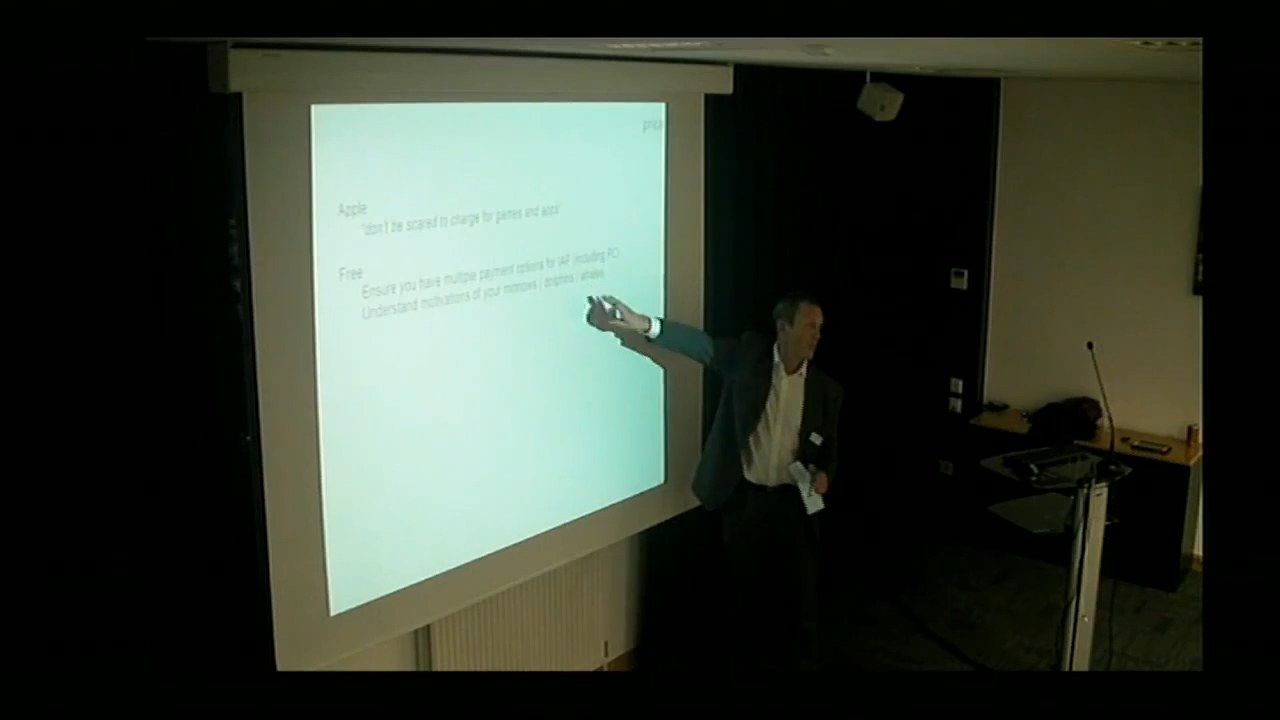 price
Apple
"don't be scared to charge for games and apps"
Free
Ensure you have multiple payment options for IAP (including PC)
Understand motivations of your minnows / dolphins / whales